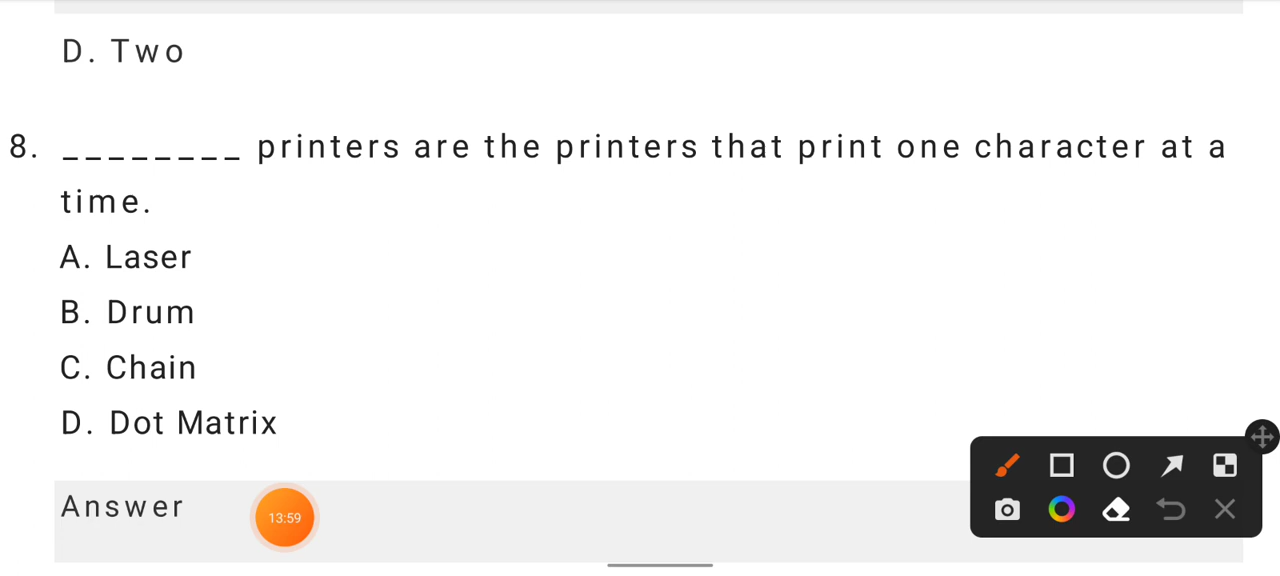 D. Two
8. ________ printers are the printers that print one character at a
time.
A. Laser
B. Drum
C. Chain
D. Dot Matrix
Answer
13:59